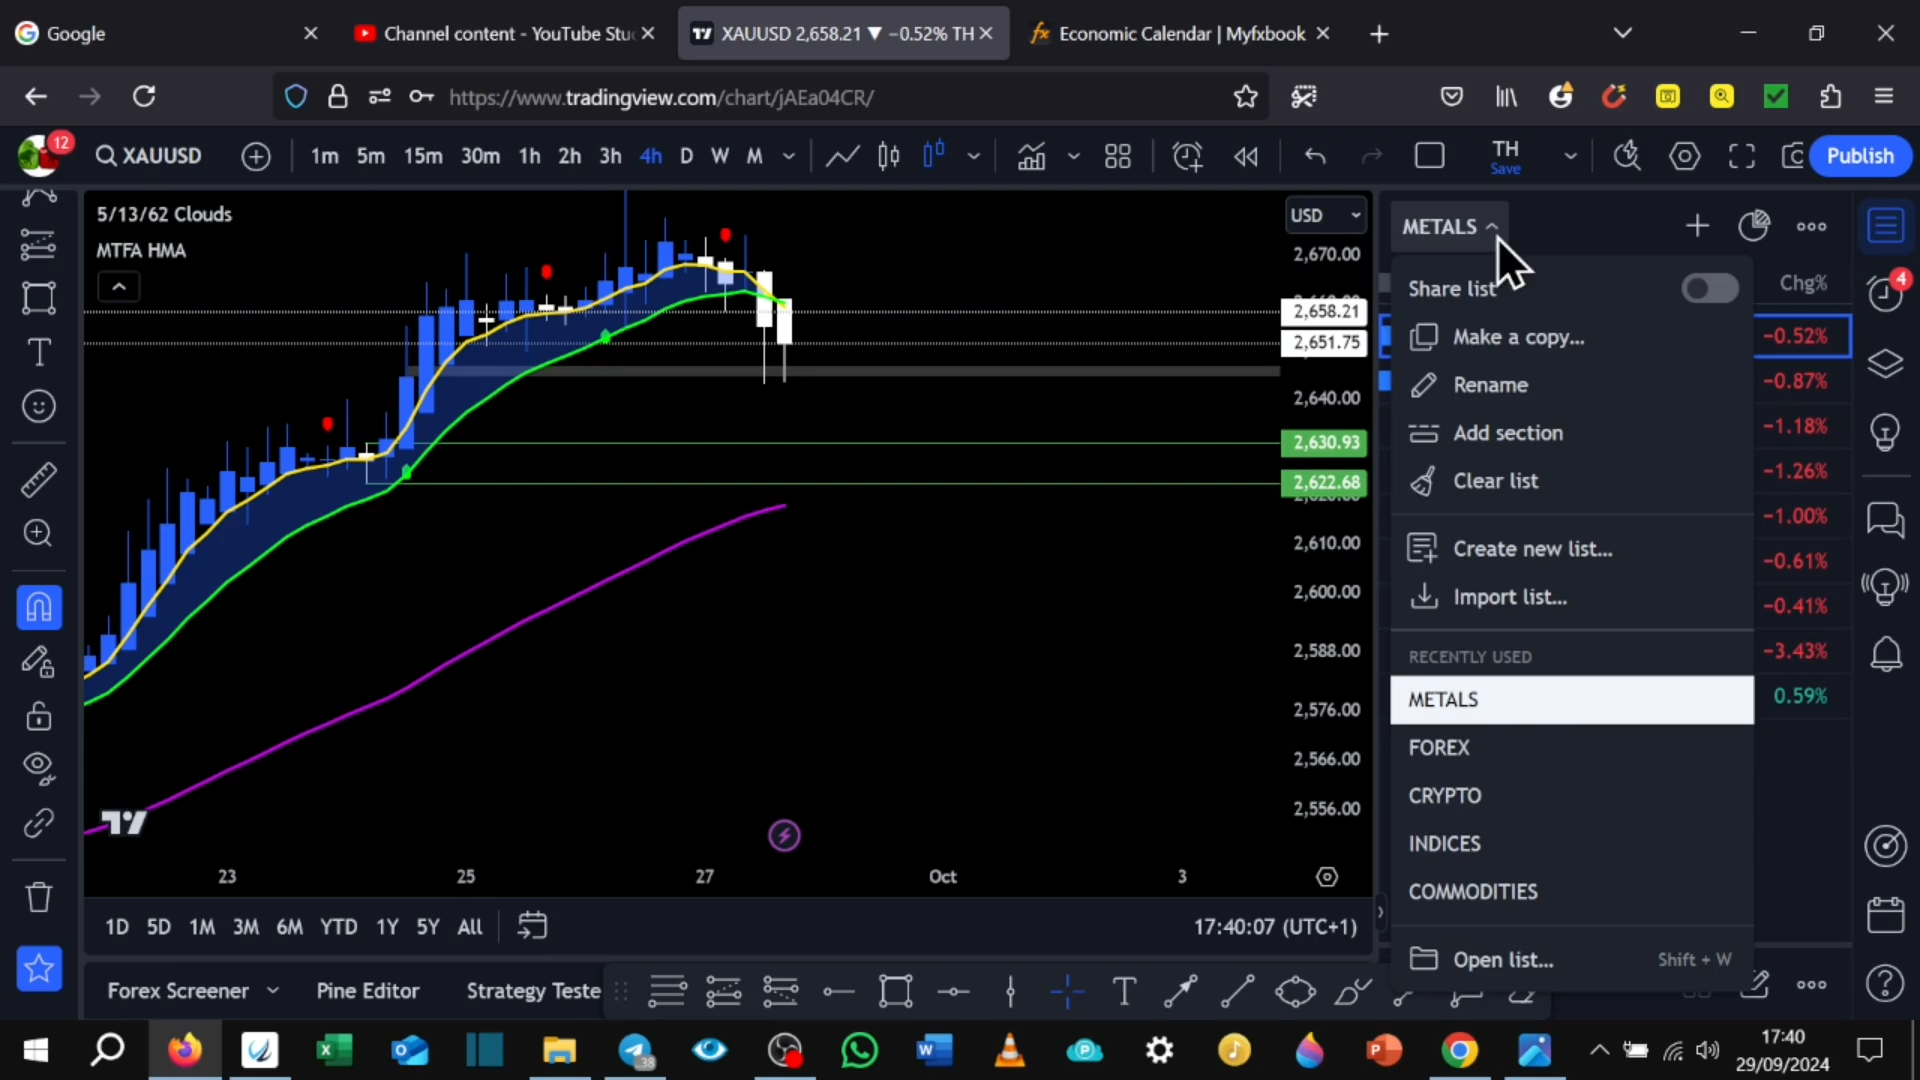 Google
Channel content - YouTube Stu
XAUUSD 2,658.21 ▼ −0.52% TH
Economic Calendar | Myfxbook
https://www.tradingview.com/chart/jAEa04CR/
12
XAUUSD
1m 5m 15m 30m 1h 2h 3h 4h D W M
TH
Save
Publish
5/13/62 Clouds
MTFA HMA
USD
2,670.00
2,658.21
2,651.75
2,640.00
2,630.93
2,622.68
2,610.00
2,600.00
2,588.00
2,576.00
2,566.00
2,556.00
23 25 27 Oct 3
1D 5D 1M 3M 6M YTD 1Y 5Y All
17:40:07 (UTC+1)
Forex Screener
Pine Editor
Strategy Teste
METALS
Share list
Make a copy...
Rename
Add section
Clear list
Create new list...
Import list...
RECENTLY USED
METALS
FOREX
CRYPTO
INDICES
COMMODITIES
Open list... Shift + W
Chg%
−0.52%
−0.87%
−1.18%
−1.26%
−1.00%
−0.61%
−0.41%
−3.43%
0.59%
4
38
17:40
29/09/2024